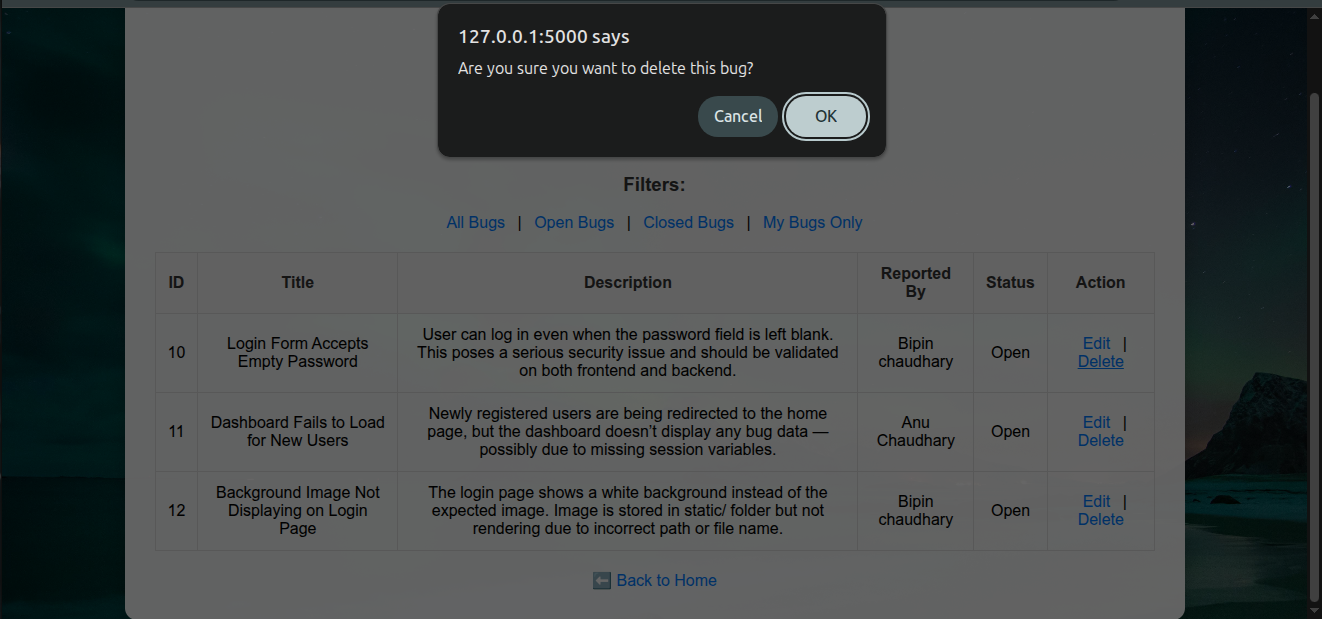 127.0.0.1:5000 says
Are you sure you want to delete this bug?
Cancel OK
Filters:
All Bugs | Open Bugs | Closed Bugs | My Bugs Only
ID Title Description Reported By Status Action
10
Login Form Accepts
Empty Password
User can log in even when the password field is left blank.
This poses a serious security issue and should be validated
on both frontend and backend.
Bipin
chaudhary
Open
Edit |
Delete
11
Dashboard Fails to Load
for New Users
Newly registered users are being redirected to the home
page, but the dashboard doesn’t display any bug data —
possibly due to missing session variables.
Anu
Chaudhary
Open
Edit |
Delete
12
Background Image Not
Displaying on Login
Page
The login page shows a white background instead of the
expected image. Image is stored in static/ folder but not
rendering due to incorrect path or file name.
Bipin
chaudhary
Open
Edit |
Delete
Back to Home